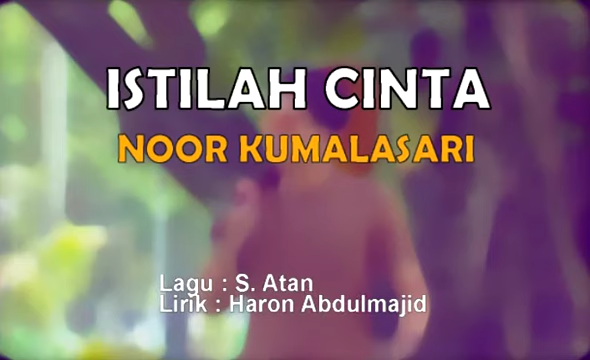 ISTILAH CINTA
NOOR KUMALASARI
Lagu : S. Atan
Lirik : Haron Abdulmajid